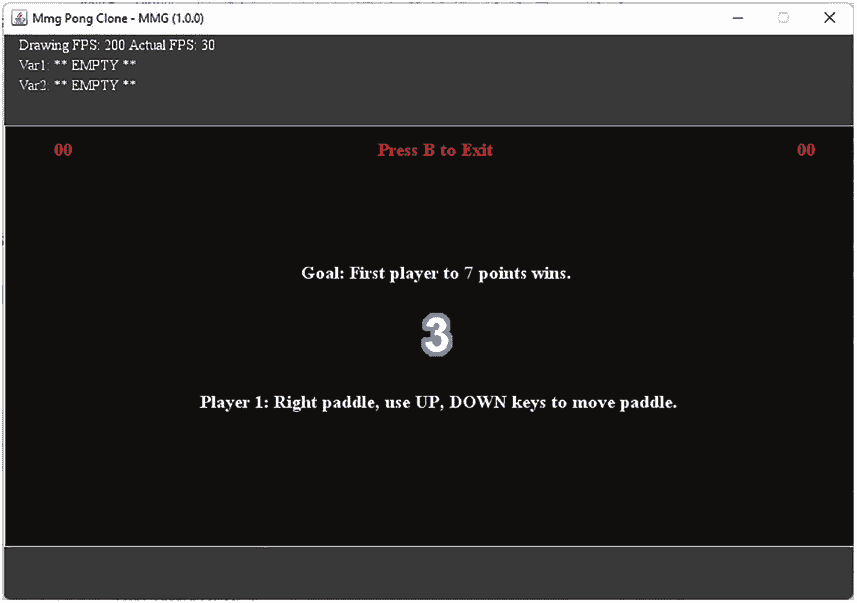 Mmg Pong Clone - MMG (1.0.0)
Drawing FPS: 200 Actual FPS: 30
Var1: ** EMPTY **
Var2: ** EMPTY **
00 Press B to Exit 00
Goal: First player to 7 points wins.
3
Player 1: Right paddle, use UP, DOWN keys to move paddle.